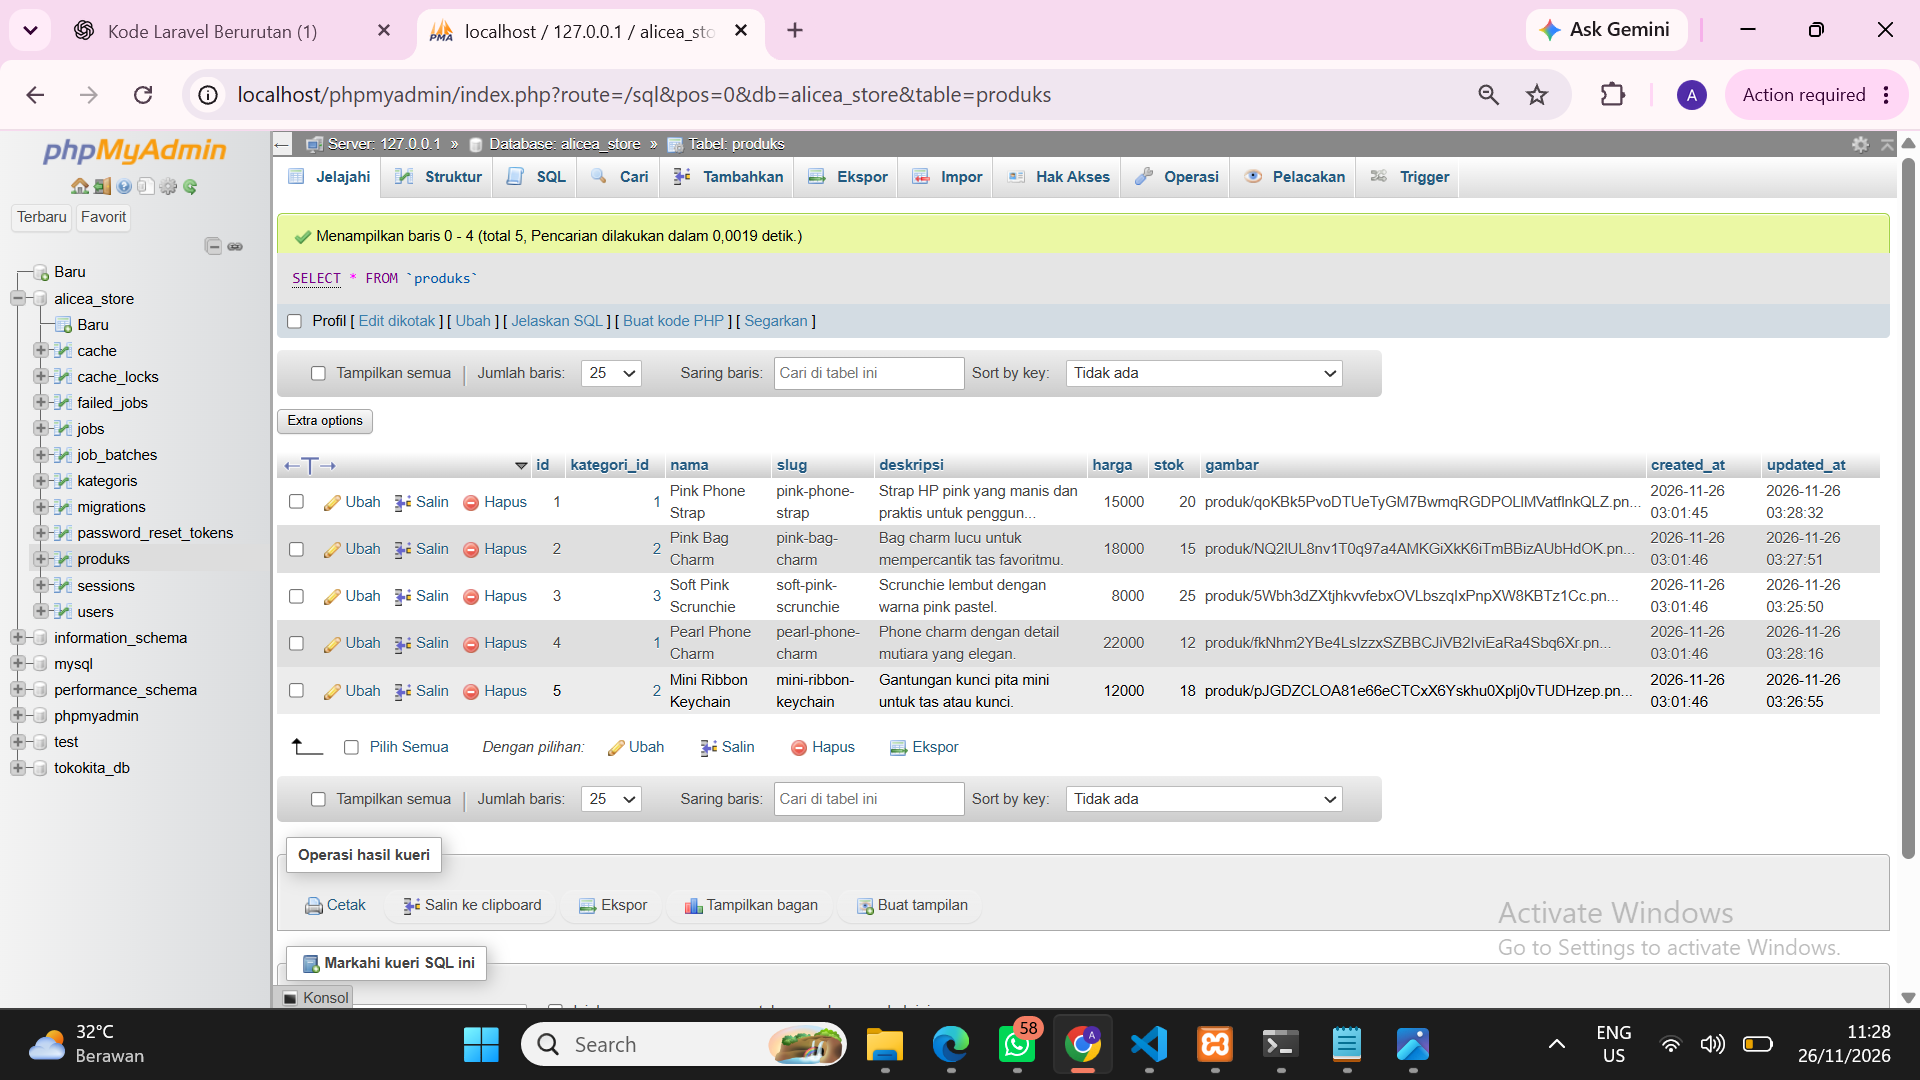 Kode Laravel Berurutan (1)
localhost / 127.0.0.1 / alicea_sto
Ask Gemini
localhost/phpmyadmin/index.php?route=/sql&pos=0&db=alicea_store&table=produks
A
Action required
phpMyAdmin
Terbaru
Favorit
Baru
alicea_store
Baru
cache
cache_locks
failed_jobs
jobs
job_batches
kategoris
migrations
password_reset_tokens
produks
sessions
users
information_schema
mysql
performance_schema
phpmyadmin
test
tokokita_db
Server: 127.0.0.1 » Database: alicea_store » Tabel: produks
Jelajahi Struktur SQL Cari Tambahkan Ekspor Impor Hak Akses Operasi Pelacakan Trigger
Menampilkan baris 0 - 4 (total 5, Pencarian dilakukan dalam 0,0019 detik.)
SELECT * FROM `produks`
Profil [ Edit dikotak ] [ Ubah ] [ Jelaskan SQL ] [ Buat kode PHP ] [ Segarkan ]
Tampilkan semua | Jumlah baris: 25 Saring baris: Cari di tabel ini Sort by key: Tidak ada
Extra options
←T→ id kategori_id nama slug deskripsi harga stok gambar created_at updated_at
Ubah Salin Hapus 1 1 Pink Phone Strap pink-phone-strap Strap HP pink yang manis dan praktis untuk penggun... 15000 20 produk/qoKBk5PvoDTUeTyGM7BwmqRGDPOLlMVatflnkQLZ.pn... 2026-11-26 03:01:45 2026-11-26 03:28:32
Ubah Salin Hapus 2 2 Pink Bag Charm pink-bag-charm Bag charm lucu untuk mempercantik tas favoritmu. 18000 15 produk/NQ2lUL8nv1T0q97a4AMKGiXkK6iTmBBizAUbHdOK.pn... 2026-11-26 03:01:46 2026-11-26 03:27:51
Ubah Salin Hapus 3 3 Soft Pink Scrunchie soft-pink-scrunchie Scrunchie lembut dengan warna pink pastel. 8000 25 produk/5Wbh3dZXtjhkvvfebxOVLbszqIxPnpXW8KBTz1Cc.pn... 2026-11-26 03:01:46 2026-11-26 03:25:50
Ubah Salin Hapus 4 1 Pearl Phone Charm pearl-phone-charm Phone charm dengan detail mutiara yang elegan. 22000 12 produk/fkNhm2YBe4LsIzzxSZBBCJiVB2IviEaRa4Sbq6Xr.pn... 2026-11-26 03:01:46 2026-11-26 03:28:16
Ubah Salin Hapus 5 2 Mini Ribbon Keychain mini-ribbon-keychain Gantungan kunci pita mini untuk tas atau kunci. 12000 18 produk/pJGDZCLOA81e66eCTCxX6Yskhu0Xplj0vTUDHzep.pn... 2026-11-26 03:01:46 2026-11-26 03:26:55
Pilih Semua Dengan pilihan: Ubah Salin Hapus Ekspor
Tampilkan semua | Jumlah baris: 25 Saring baris: Cari di tabel ini Sort by key: Tidak ada
Operasi hasil kueri
Cetak Salin ke clipboard Ekspor Tampilkan bagan Buat tampilan
Markahi kueri SQL ini
Konsol
Activate Windows
Go to Settings to activate Windows.
32°C
Berawan
Search
58
ENG
US
11:28
26/11/2026